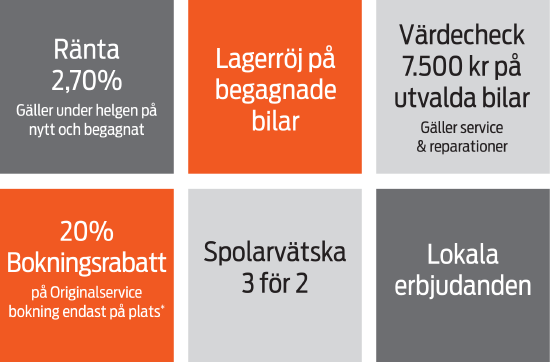 Ränta
2,70%
Gäller under helgen på
nytt och begagnat
Lagerröj på
begagnade
bilar
Värdecheck
7.500 kr på
utvalda bilar
Gäller service
& reparationer
20%
Bokningsrabatt
på Originalservice
bokning endast på plats*
Spolarvätska
3 för 2
Lokala
erbjudanden